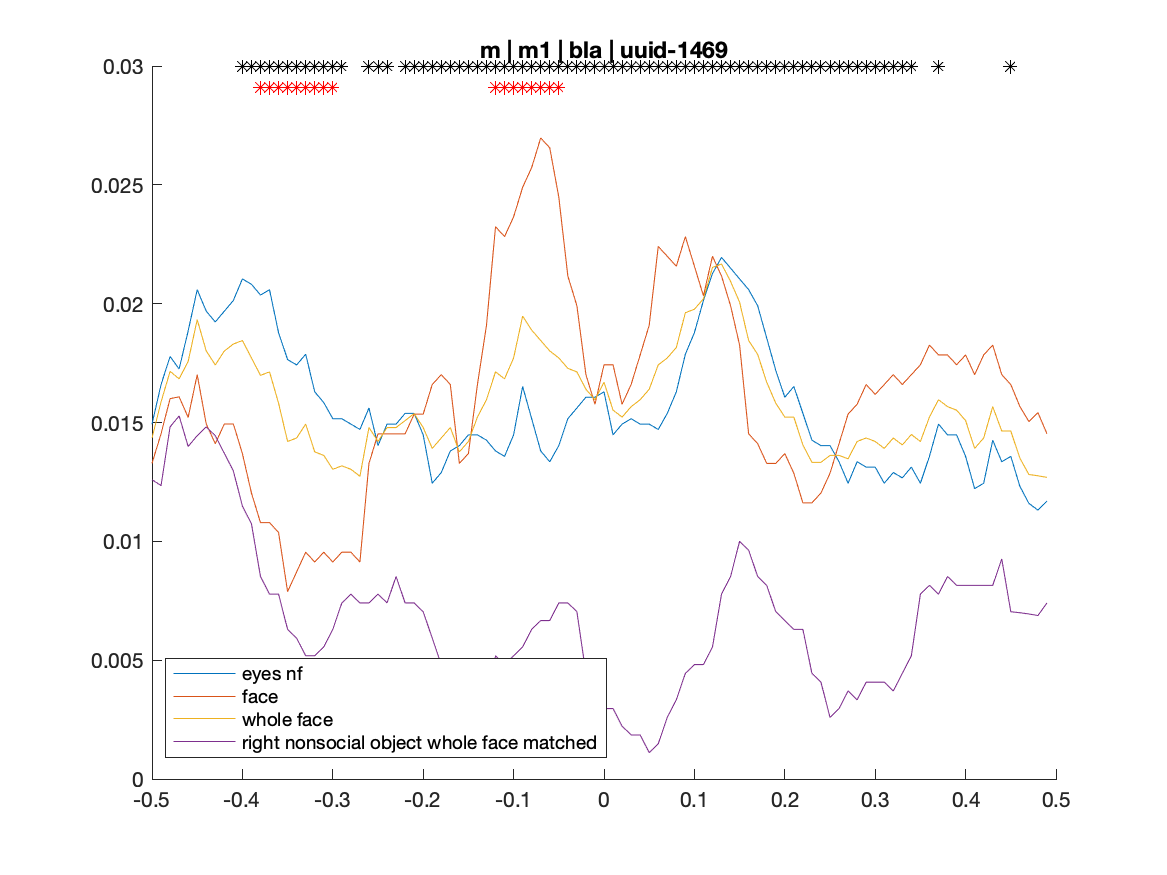 m | m1 | bla | uuid-1469
0.03
0.025
0.02
0.015
0.01
0.005
0
eyes nf
face
whole face
right nonsocial object whole face matched
-0.5 -0.4 -0.3 -0.2 -0.1 0 0.1 0.2 0.3 0.4 0.5